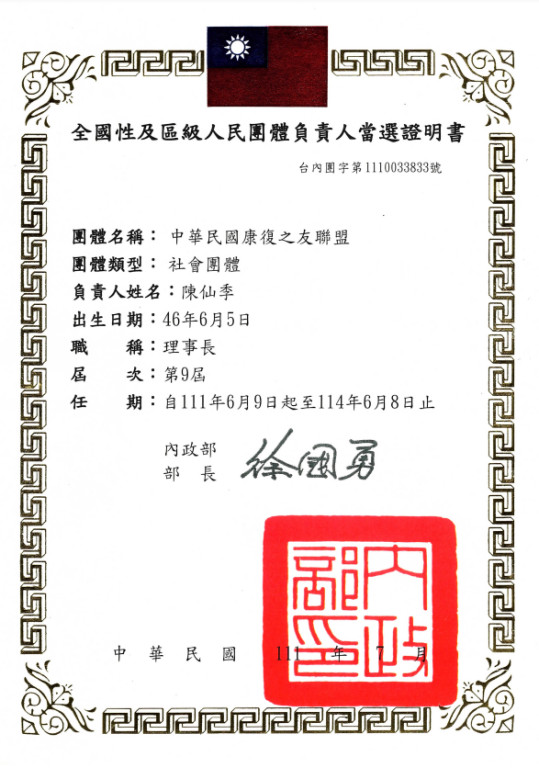 全國性及區級人民團體負責人當選證明書
台內團字第1110033833號
團體名稱：中華民國康復之友聯盟
團體類型：社會團體
負責人姓名：陳仙季
出生日期：46年6月5日
職　　稱：理事長
屆　　次：第9屆
任　　期：自111年6月9日起至114年6月8日止
內政部
部　長　徐國勇
內政部印
中　華　民　國　111　年　7　月